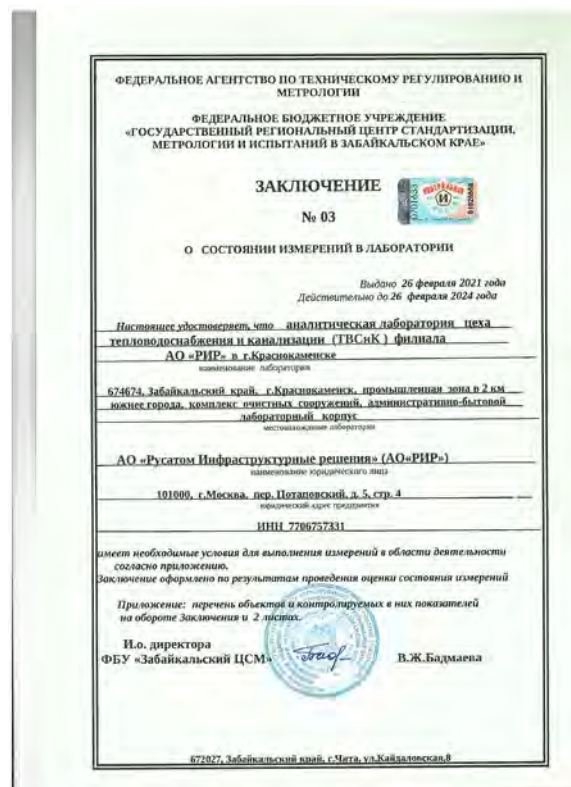 ФЕДЕРАЛЬНОЕ АГЕНТСТВО ПО ТЕХНИЧЕСКОМУ РЕГУЛИРОВАНИЮ И
МЕТРОЛОГИИ
ФЕДЕРАЛЬНОЕ БЮДЖЕТНОЕ УЧРЕЖДЕНИЕ
«ГОСУДАРСТВЕННЫЙ РЕГИОНАЛЬНЫЙ ЦЕНТР СТАНДАРТИЗАЦИИ,
МЕТРОЛОГИИ И ИСПЫТАНИЙ В ЗАБАЙКАЛЬСКОМ КРАЕ»
ЗАКЛЮЧЕНИЕ
№ 03
О СОСТОЯНИИ ИЗМЕРЕНИЙ В ЛАБОРАТОРИИ
Выдано 26 февраля 2021 года
Действительно до 26 февраля 2024 года
Настоящее удостоверяет, что аналитическая лаборатория цеха
тепловодоснабжения и канализации (ТВСиК ) филиала
АО «РИР» в г.Краснокаменске
наименование лаборатории
674674, Забайкальский край, г.Краснокаменск, промышленная зона в 2 км
южнее города, комплекс очистных сооружений, административно-бытовой
лабораторный корпус
местонахождение лаборатории
АО «Русатом Инфраструктурные решения» (АО«РИР»)
наименование юридического лица
101000, г.Москва, пер. Потаповский, д. 5, стр. 4
юридический адрес предприятия
ИНН 7706757331
имеет необходимые условия для выполнения измерений в области деятельности
согласно приложению.
Заключение оформлено по результатам проведения оценки состояния измерений
Приложение: перечень объектов и контролируемых в них показателей
на обороте Заключения и 2 листах.
И.о. директора
ФБУ «Забайкальский ЦСМ»
В.Ж.Бадмаева
672027, Забайкальский край, г.Чита, ул.Кайдаловская,8